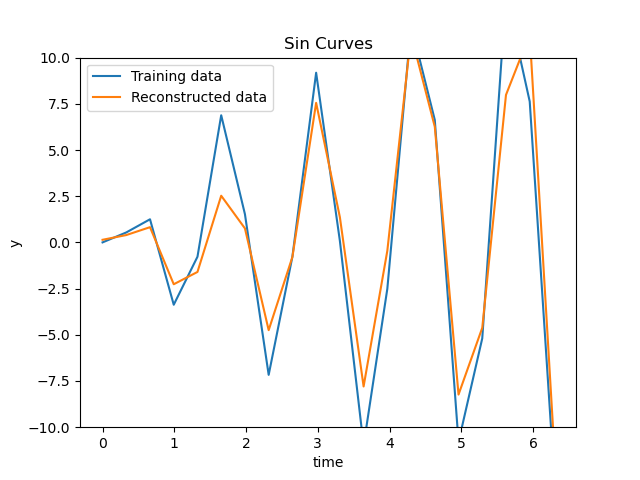 Sin Curves
Training data
Reconstructed data
10.0
7.5
5.0
2.5
0.0
−2.5
−5.0
−7.5
−10.0
y
0 1 2 3 4 5 6
time